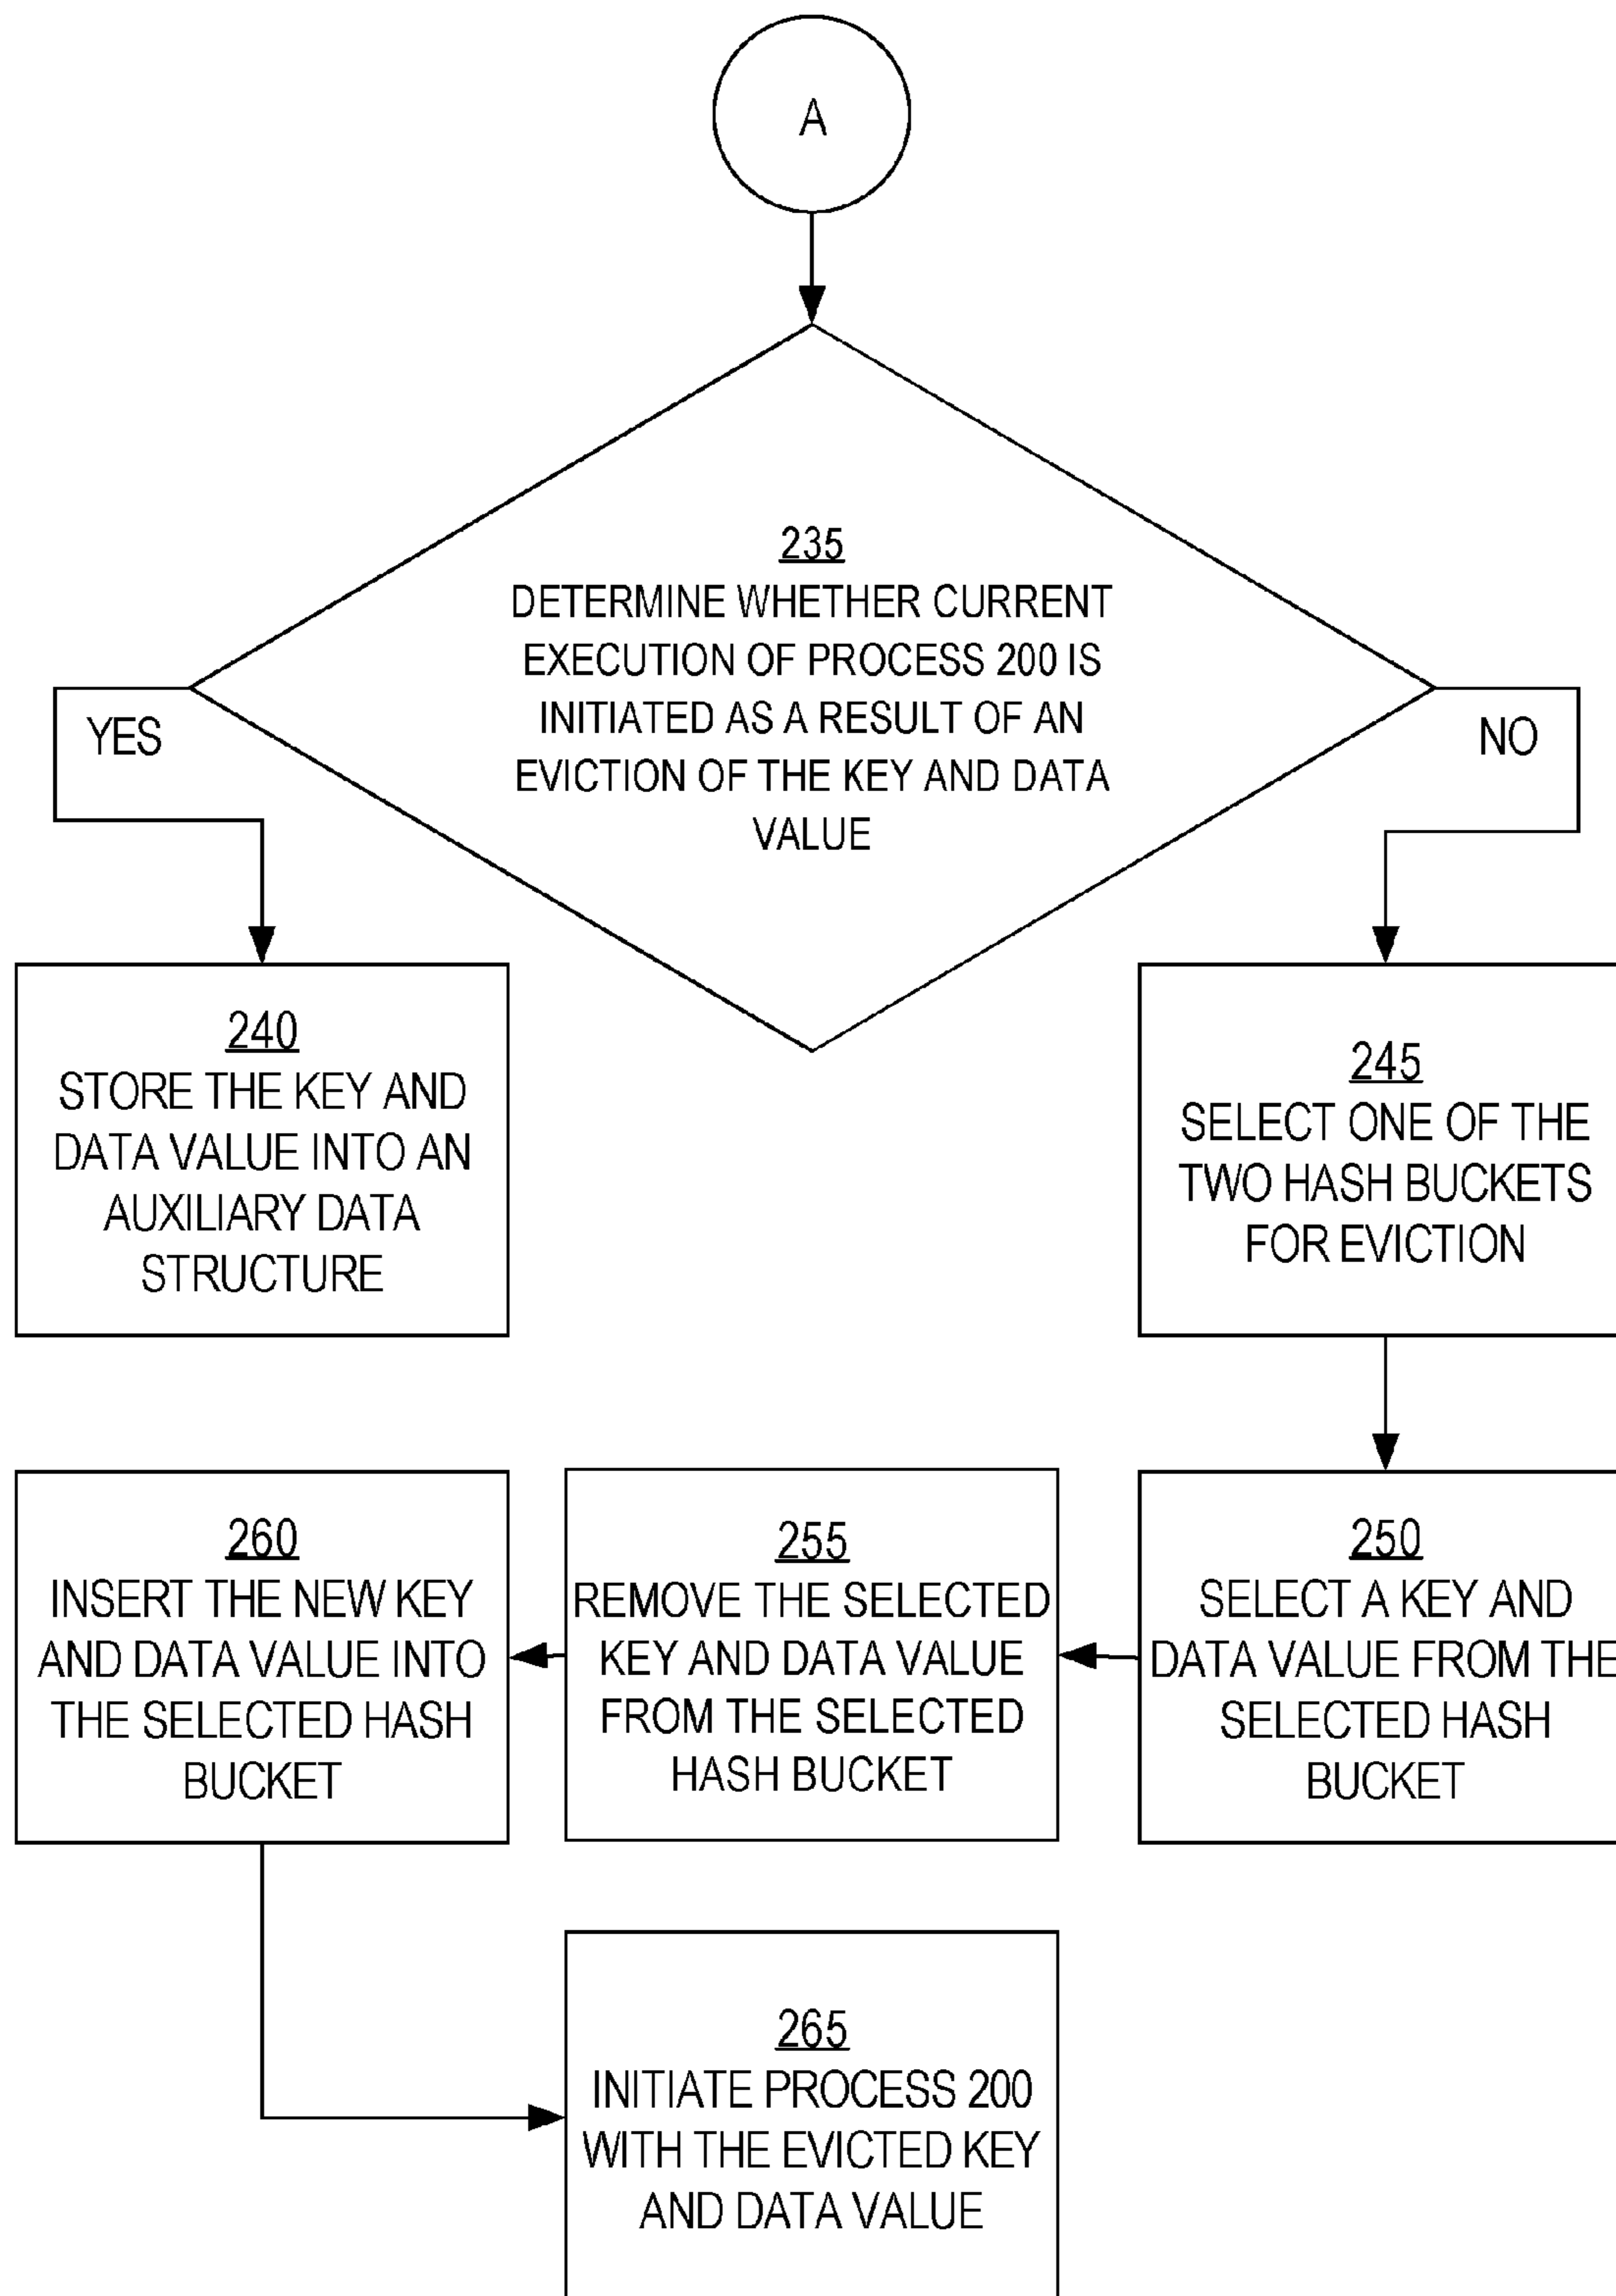 A
235
DETERMINE WHETHER CURRENT
EXECUTION OF PROCESS 200 IS
INITIATED AS A RESULT OF AN
EVICTION OF THE KEY AND DATA
VALUE
YES
NO
240
STORE THE KEY AND
DATA VALUE INTO AN
AUXILIARY DATA
STRUCTURE
245
SELECT ONE OF THE
TWO HASH BUCKETS
FOR EVICTION
250
SELECT A KEY AND
DATA VALUE FROM THE
SELECTED HASH
BUCKET
255
REMOVE THE SELECTED
KEY AND DATA VALUE
FROM THE SELECTED
HASH BUCKET
260
INSERT THE NEW KEY
AND DATA VALUE INTO
THE SELECTED HASH
BUCKET
265
INITIATE PROCESS 200
WITH THE EVICTED KEY
AND DATA VALUE